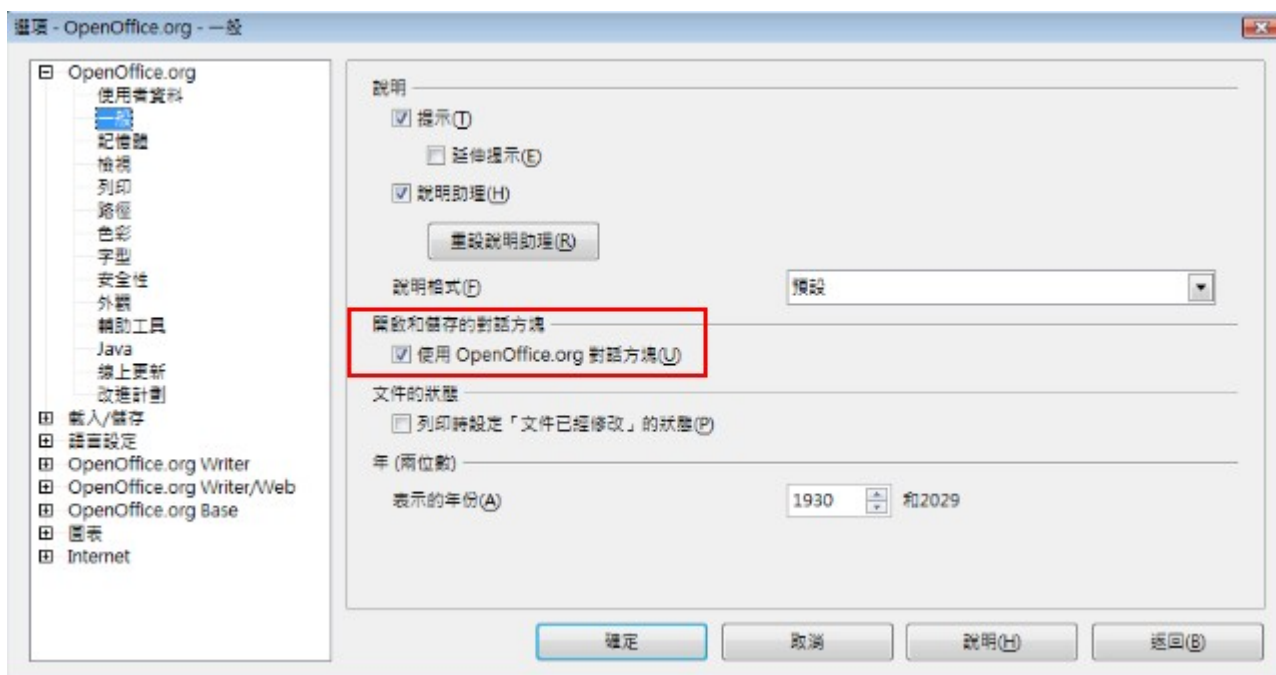 選項 - OpenOffice.org - 一般
OpenOffice.org
使用者資料
一般
記憶體
檢視
列印
路徑
色彩
字型
安全性
外觀
輔助工具
Java
線上更新
改進計劃
載入/儲存
語言設定
OpenOffice.org Writer
OpenOffice.org Writer/Web
OpenOffice.org Base
圖表
Internet
說明
提示(T)
延伸提示(E)
說明助理(H)
重設說明助理(R)
說明格式(F) 預設
開啟和儲存的對話方塊
使用 OpenOffice.org 對話方塊(U)
文件的狀態
列印時設定「文件已經修改」的狀態(P)
年 (兩位數)
表示的年份(A) 1930 和2029
確定 取消 說明(H) 返回(B)